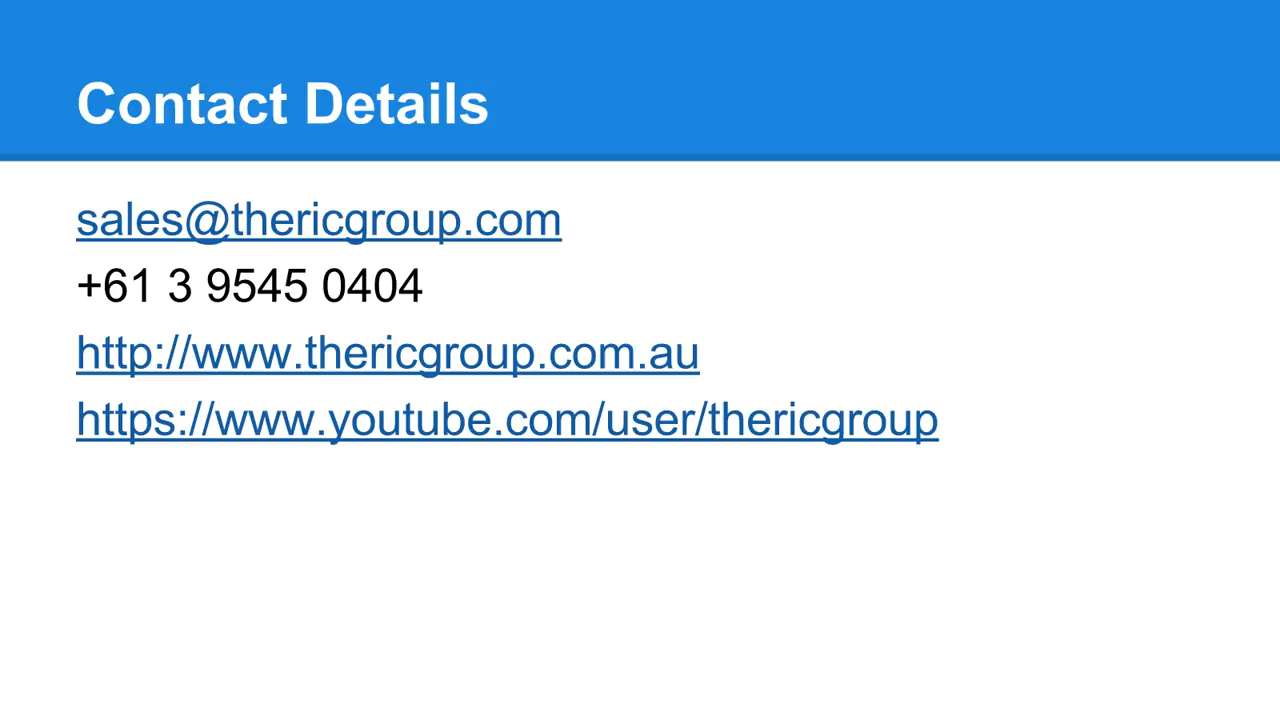 Contact Details
sales@thericgroup.com
+61 3 9545 0404
http://www.thericgroup.com.au
https://www.youtube.com/user/thericgroup